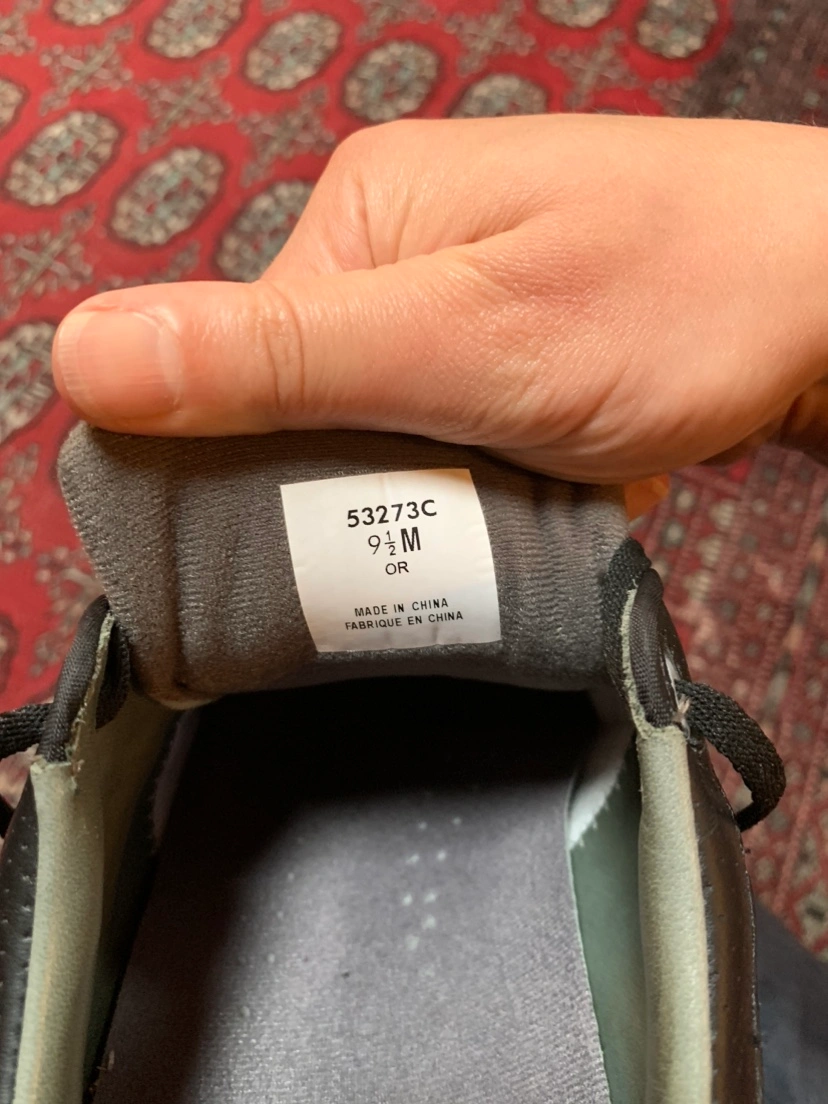 53273C
9½M
OR
MADE IN CHINA
FABRIQUE EN CHINA